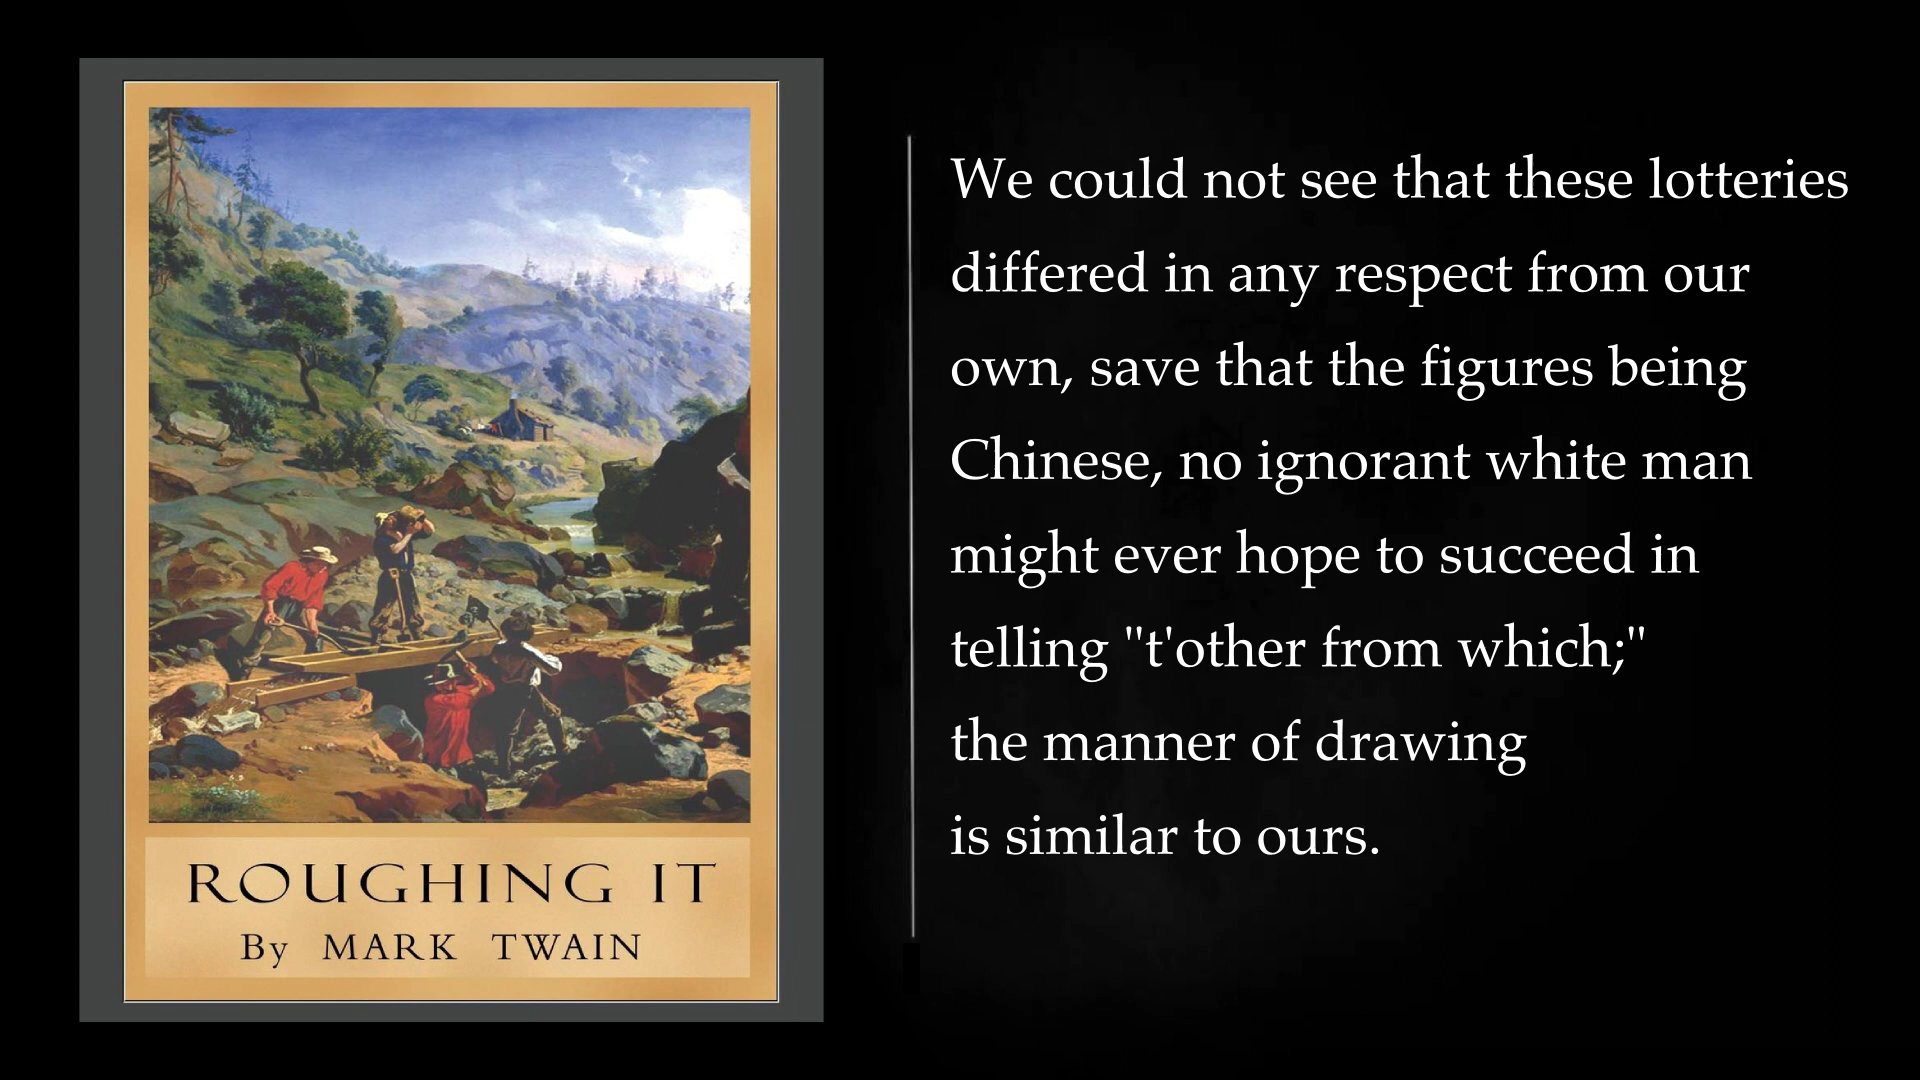 ROUGHING IT
By MARK TWAIN
We could not see that these lotteries
differed in any respect from our
own, save that the figures being
Chinese, no ignorant white man
might ever hope to succeed in
telling "t'other from which;"
the manner of drawing
is similar to ours.